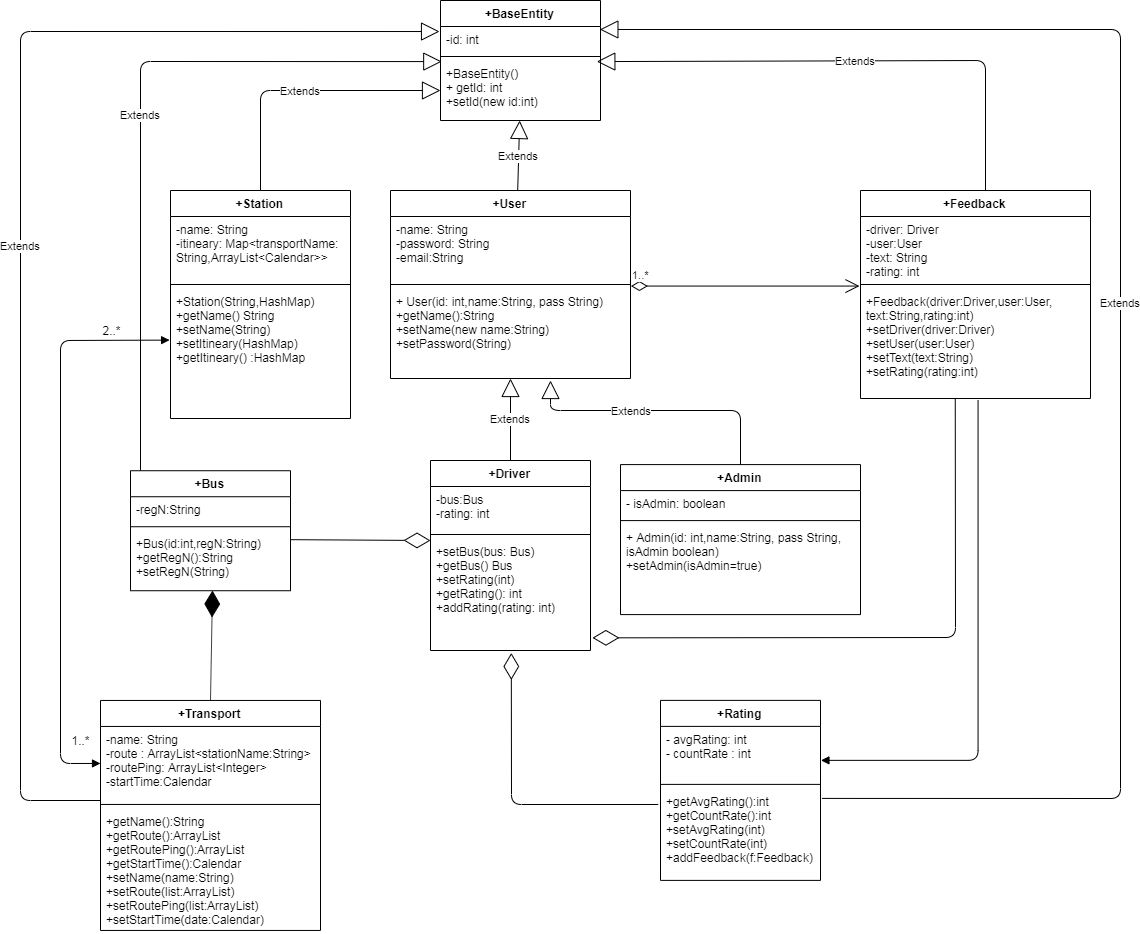 +BaseEntity
-id: int
+BaseEntity()
+ getId: int
+setId(new id:int)
Extends
Extends
Extends
Extends
Extends
Extends
+Station
-name: String
-itineary: Map<transportName:
String,ArrayList<Calendar>>
+Station(String,HashMap)
+getName() String
+setName(String)
+setItineary(HashMap)
+getItineary() :HashMap
+User
-name: String
-password: String
-email:String
+ User(id: int,name:String, pass String)
+getName():String
+setName(new name:String)
+setPassword(String)
1..*
+Feedback
-driver: Driver
-user:User
-text: String
-rating: int
+Feedback(driver:Driver,user:User,
text:String,rating:int)
+setDriver(driver:Driver)
+setUser(user:User)
+setText(text:String)
+setRating(rating:int)
2..*
Extends
Extends
+Bus
-regN:String
+Bus(id:int,regN:String)
+getRegN():String
+setRegN(String)
+Driver
-bus:Bus
-rating: int
+setBus(bus: Bus)
+getBus() Bus
+setRating(int)
+getRating(): int
+addRating(rating: int)
+Admin
- isAdmin: boolean
+ Admin(id: int,name:String, pass String,
isAdmin boolean)
+setAdmin(isAdmin=true)
1..*
+Transport
-name: String
-route : ArrayList<stationName:String>
-routePing: ArrayList<Integer>
-startTime:Calendar
+getName():String
+getRoute():ArrayList
+getRoutePing():ArrayList
+getStartTime():Calendar
+setName(name:String)
+setRoute(list:ArrayList)
+setRoutePing(list:ArrayList)
+setStartTime(date:Calendar)
+Rating
- avgRating: int
- countRate : int
+getAvgRating():int
+getCountRate():int
+setAvgRating(int)
+setCountRate(int)
+addFeedback(f:Feedback)